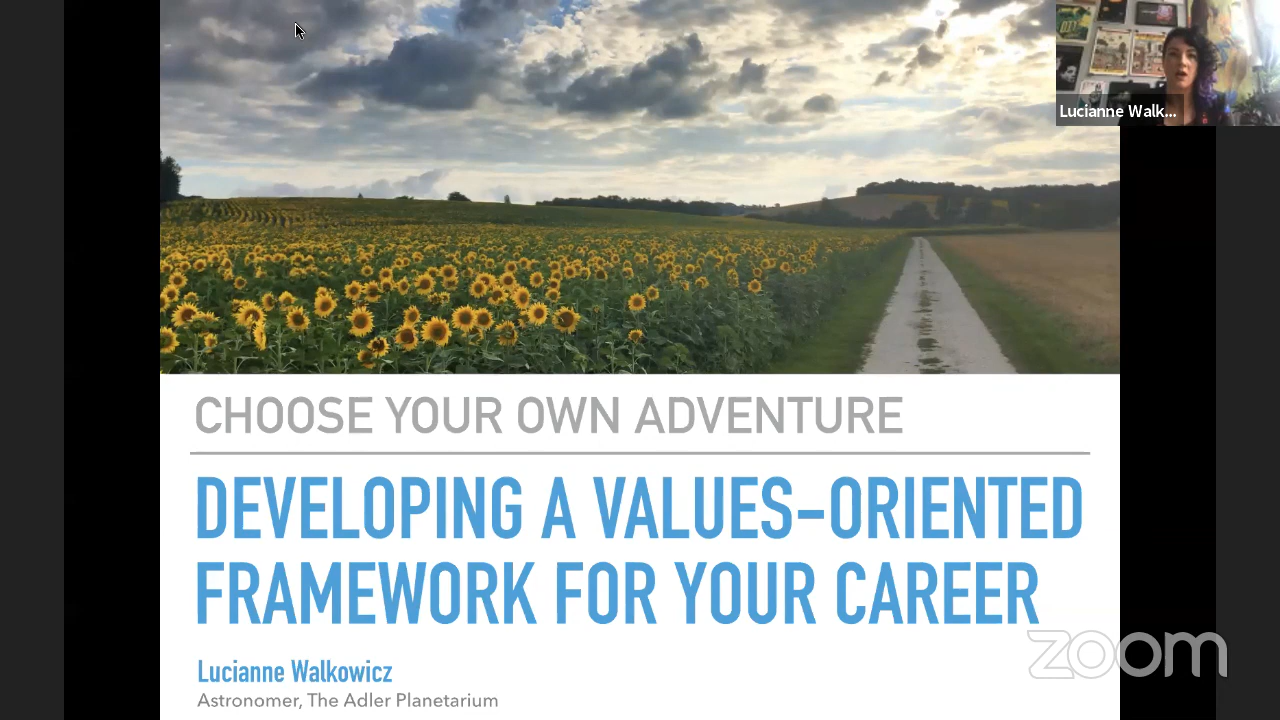 Lucianne Walk...
CHOOSE YOUR OWN ADVENTURE
DEVELOPING A VALUES-ORIENTED
FRAMEWORK FOR YOUR CAREER
Lucianne Walkowicz
Astronomer, The Adler Planetarium
zoom